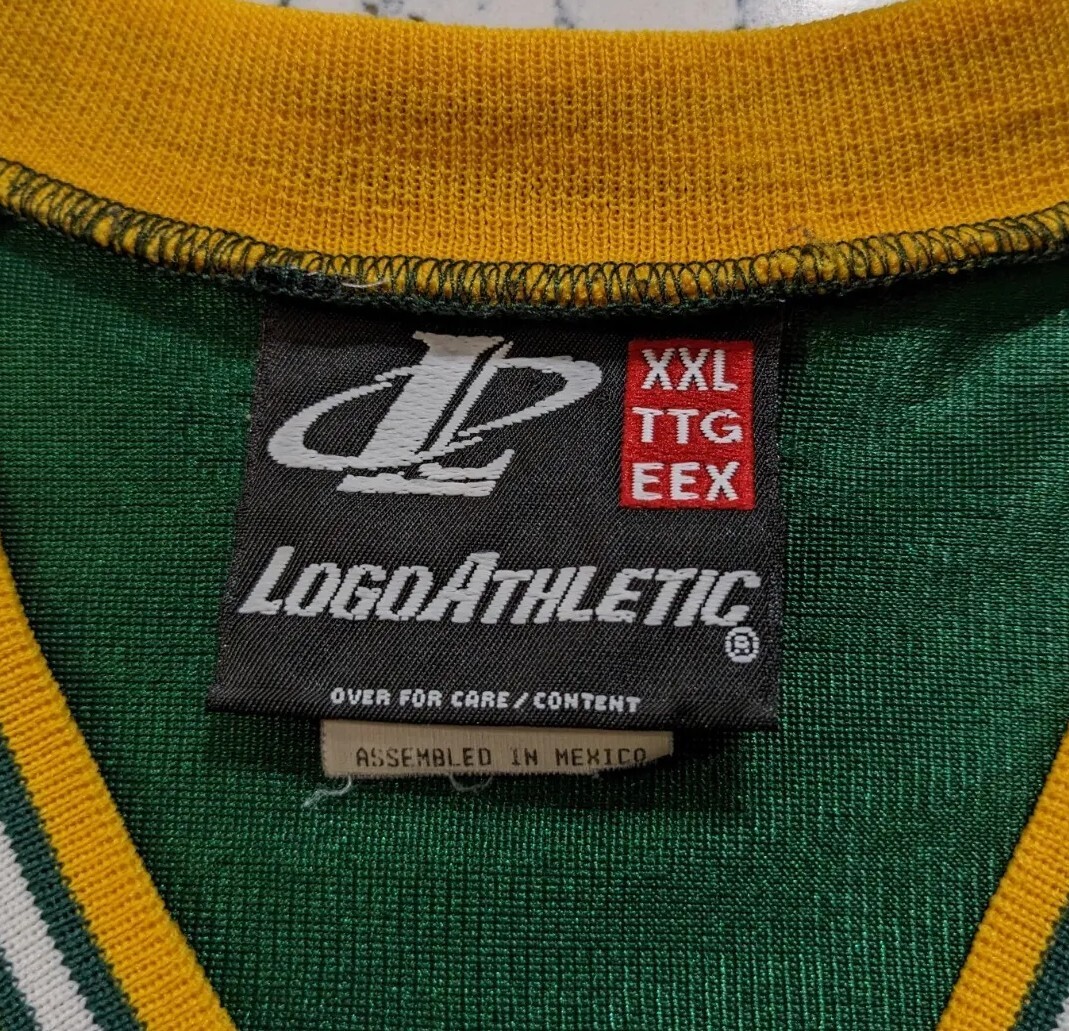 XXL
TTG
EEX
LOGOATHLETIC
®
OVER FOR CARE/CONTENT
ASSEMBLED IN MEXICO